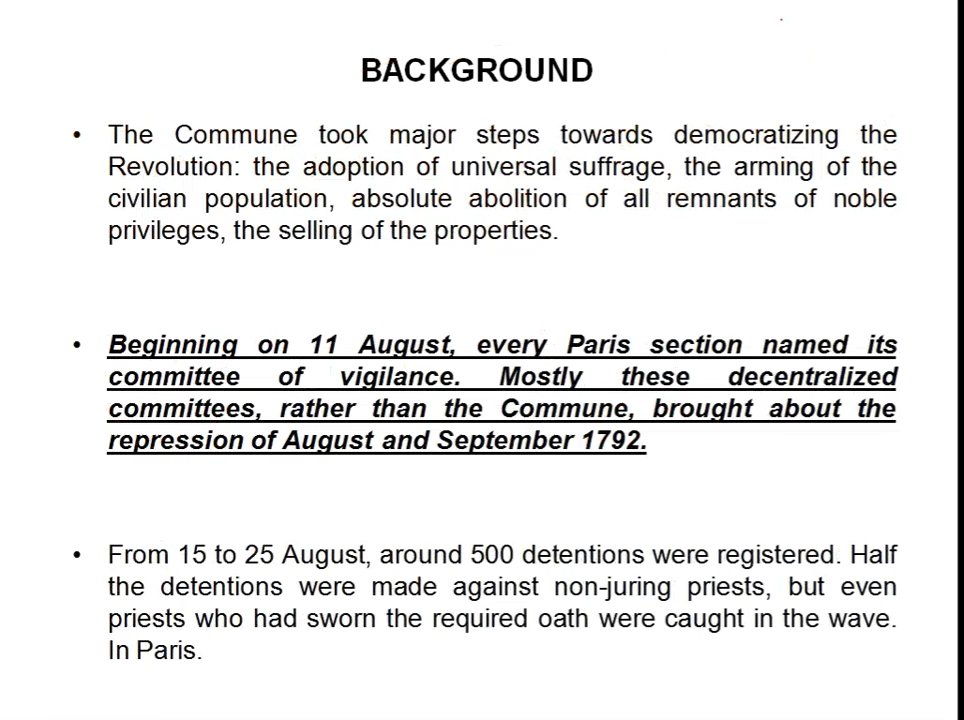 BACKGROUND
• The Commune took major steps towards democratizing the
Revolution: the adoption of universal suffrage, the arming of the
civilian population, absolute abolition of all remnants of noble
privileges, the selling of the properties.
• Beginning on 11 August, every Paris section named its
committee of vigilance. Mostly these decentralized
committees, rather than the Commune, brought about the
repression of August and September 1792.
• From 15 to 25 August, around 500 detentions were registered. Half
the detentions were made against non-juring priests, but even
priests who had sworn the required oath were caught in the wave.
In Paris.